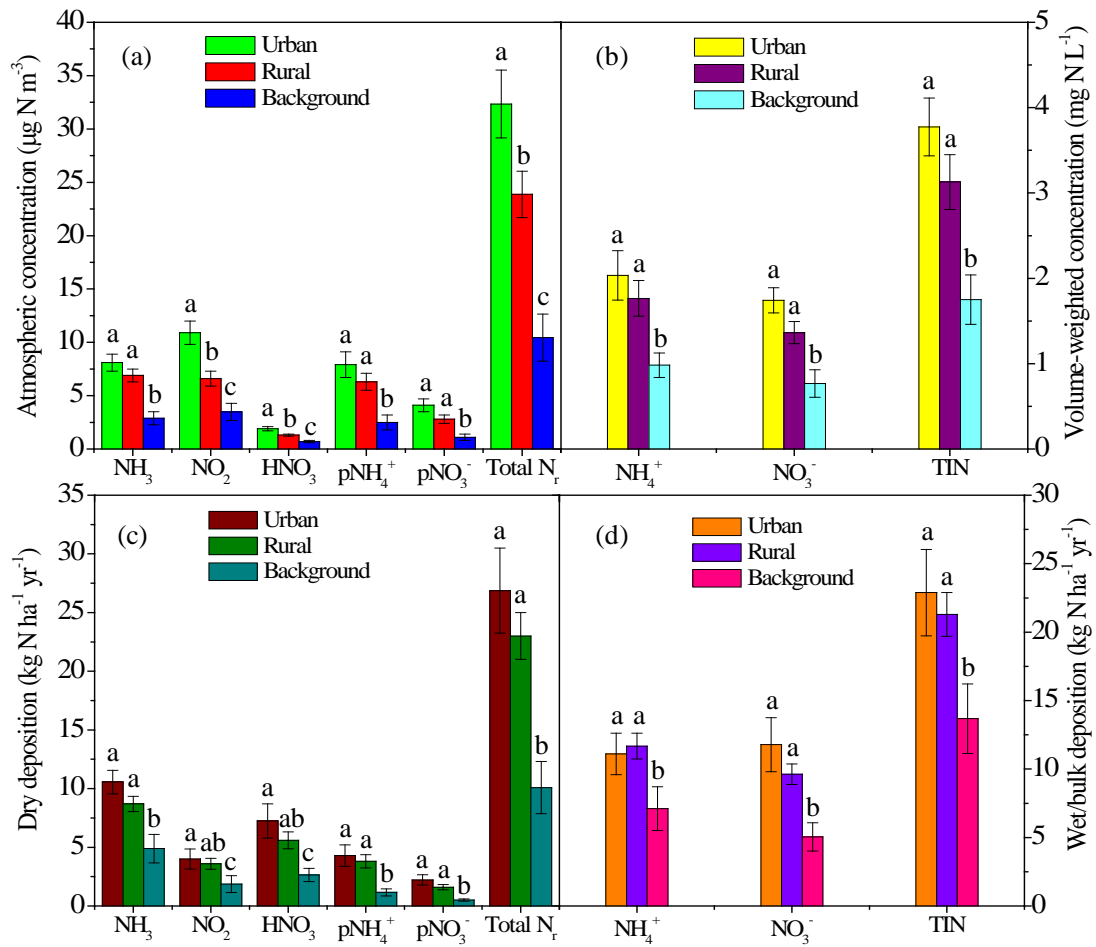 Atmospheric concentration (μg N m⁻³)
40
35
30
25
20
15
10
5
0
(a)
Urban
Rural
Background
a a b
a b c
a b c
a a b
a a b
a b c
NH₃ NO₂ HNO₃ pNH₄⁺ pNO₃⁻ Total Nᵣ
(b)
Urban
Rural
Background
a a b
a a b
a a b
NH₄⁺ NO₃⁻ TIN
5
4
3
2
1
0
Volume-weighted concentration (mg N L⁻¹)
Dry deposition (kg N ha⁻¹ yr⁻¹)
35
30
25
20
15
10
5
0
(c)
Urban
Rural
Background
a a b
a ab c
a ab c
a a b
a a b
a a b
NH₃ NO₂ HNO₃ pNH₄⁺ pNO₃⁻ Total Nᵣ
(d)
Urban
Rural
Background
a a b
a a b
a a b
NH₄⁺ NO₃⁻ TIN
30
25
20
15
10
5
0
Wet/bulk deposition (kg N ha⁻¹ yr⁻¹)